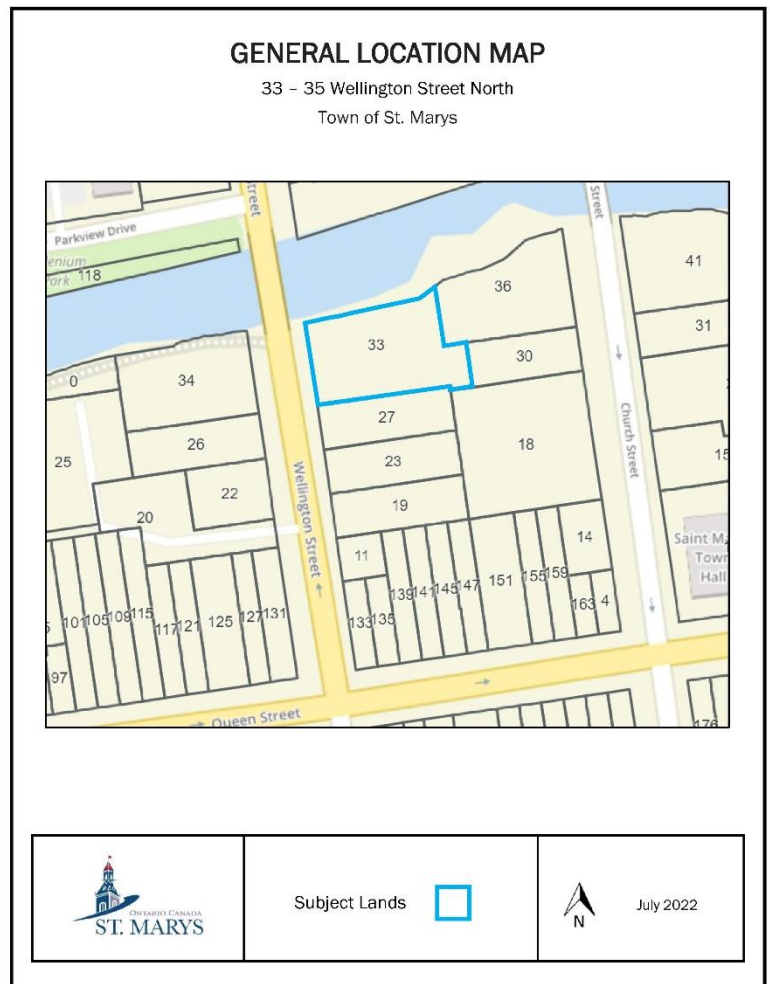 GENERAL LOCATION MAP
33 – 35 Wellington Street North
Town of St. Marys
Street
Street
Parkview Drive
118
41
36
33
31
30
34
0
27
26
18
25
23
22
Church Street
Wellington Street
20
19
11
14
Town
Hall
101 105 109 115
117 121 125 127 131
133 135
139 141 145 147 151 155 159
163 4
97
Queen Street
176
ONTARIO CANADA
ST. MARYS
Subject Lands
N
July 2022